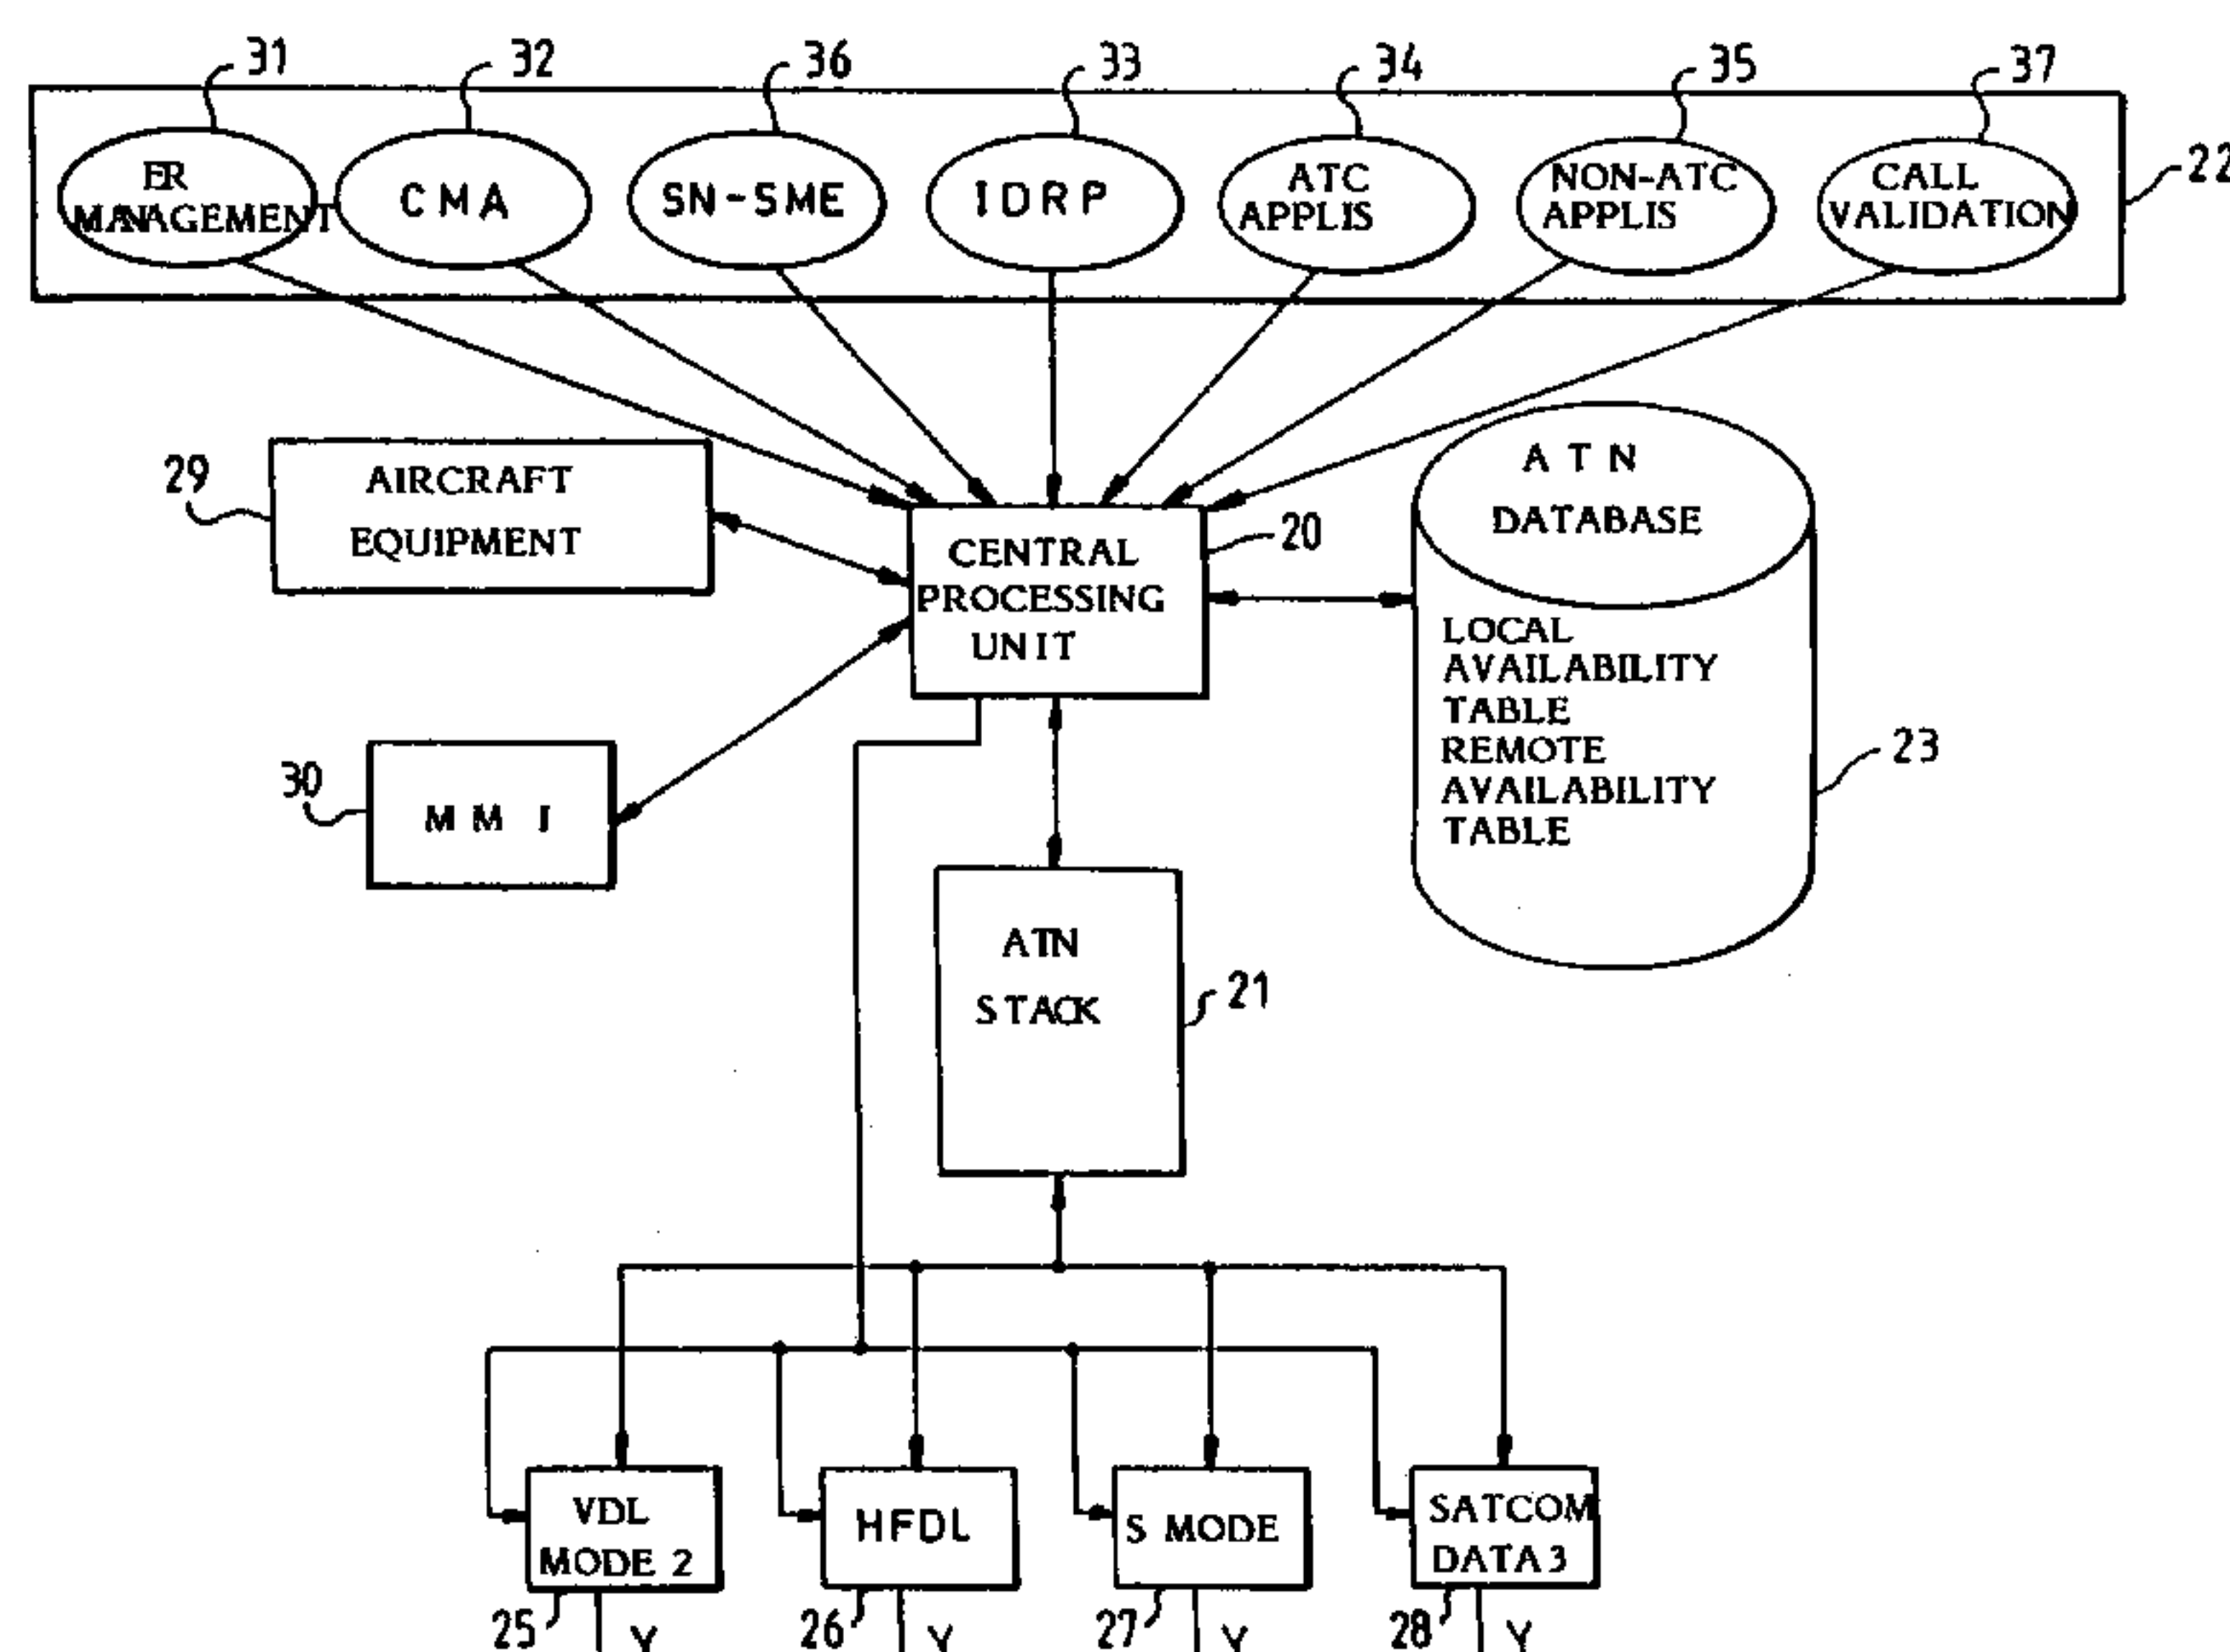 31 32 36 33 34 35 37
ER
MANAGEMENT
CMA
SN-SME
IDRP
ATC
APPLIS
NON-ATC
APPLIS
CALL
VALIDATION
22
29
AIRCRAFT
EQUIPMENT
CENTRAL
PROCESSING
UNIT
20
ATN
DATABASE
LOCAL
AVAILABILITY
TABLE
REMOTE
AVAILABILITY
TABLE
23
30
MMI
ATN
STACK
21
VDL
MODE 2
HFDL
S MODE
SATCOM
DATA 3
25 26 27 28